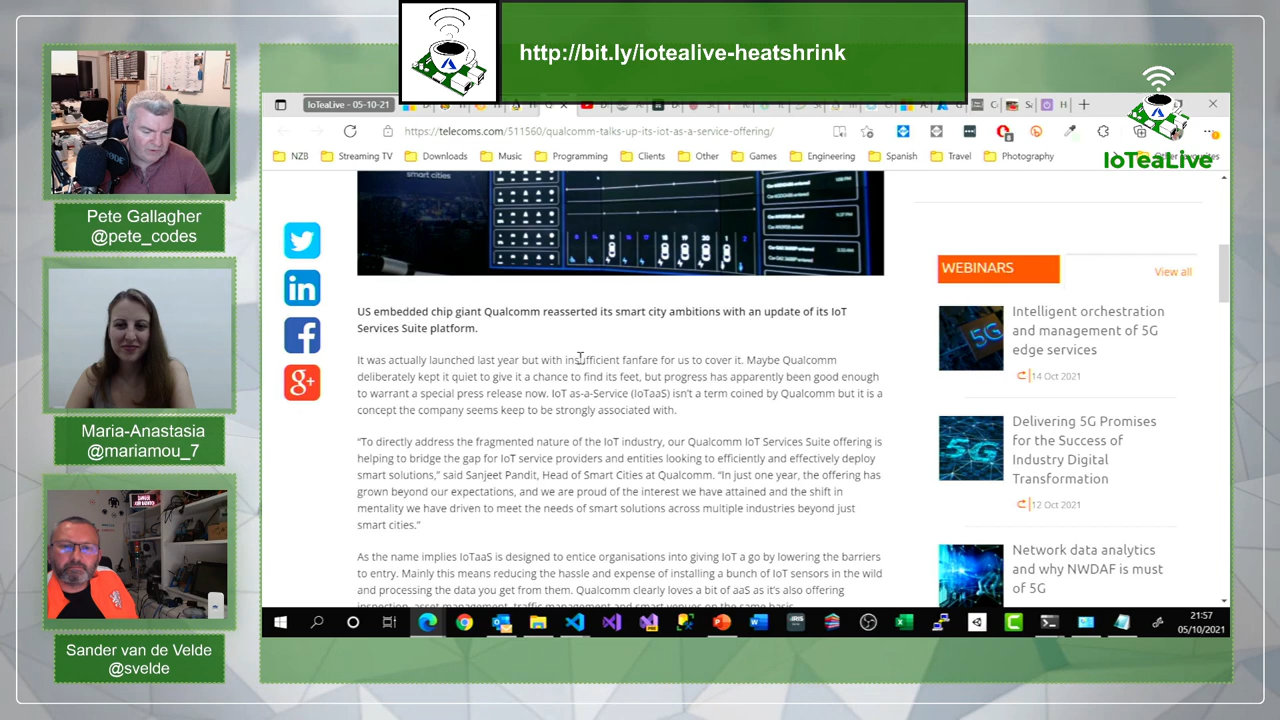 http://bit.ly/iotealive-heatshrink
IoTeaLive - 05-10-21
https://telecoms.com/511560/qualcomm-talks-up-its-iot-as-a-service-offering/
NZB
Streaming TV
Downloads
Music
Programming
Clients
Other
Games
Engineering
Spanish
Travel
Photography
IoTeaLive
smart cities
Pete Gallagher
@pete_codes
Maria-Anastasia
@mariamou_7
Sander van de Velde
@svelde
US embedded chip giant Qualcomm reasserted its smart city ambitions with an update of its IoT
Services Suite platform.
It was actually launched last year but with insufficient fanfare for us to cover it. Maybe Qualcomm
deliberately kept it quiet to give it a chance to find its feet, but progress has apparently been good enough
to warrant a special press release now. IoT as-a-Service (IoTaaS) isn't a term coined by Qualcomm but it is a
concept the company seems keep to be strongly associated with.
“To directly address the fragmented nature of the IoT industry, our Qualcomm IoT Services Suite offering is
helping to bridge the gap for IoT service providers and entities looking to efficiently and effectively deploy
smart solutions,” said Sanjeet Pandit, Head of Smart Cities at Qualcomm. “In just one year, the offering has
grown beyond our expectations, and we are proud of the interest we have attained and the shift in
mentality we have driven to meet the needs of smart solutions across multiple industries beyond just
smart cities.”
As the name implies IoTaaS is designed to entice organisations into giving IoT a go by lowering the barriers
to entry. Mainly this means reducing the hassle and expense of installing a bunch of IoT sensors in the wild
and processing the data you get from them. Qualcomm clearly loves a bit of aaS as it's also offering
inspection, asset management, traffic management and smart venues on the same basis.
WEBINARS
View all
Intelligent orchestration
and management of 5G
edge services
14 Oct 2021
Delivering 5G Promises
for the Success of
Industry Digital
Transformation
12 Oct 2021
Network data analytics
and why NWDAF is must
of 5G
21:57
05/10/2021